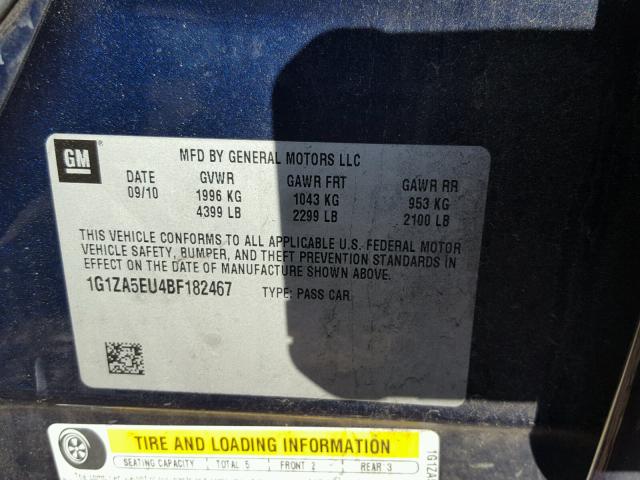 GM
MFD BY GENERAL MOTORS LLC
DATE GVWR GAWR FRT GAWR RR
09/10 1996 KG 1043 KG 953 KG
4399 LB 2299 LB 2100 LB
THIS VEHICLE CONFORMS TO ALL APPLICABLE U.S. FEDERAL MOTOR
VEHICLE SAFETY, BUMPER, AND THEFT PREVENTION STANDARDS
IN EFFECT ON THE DATE OF MANUFACTURE SHOWN ABOVE.
1G1ZA5EU4BF182467 TYPE: PASS CAR
TIRE AND LOADING INFORMATION
SEATING CAPACITY TOTAL 5 FRONT 2 REAR 3
1G1ZA